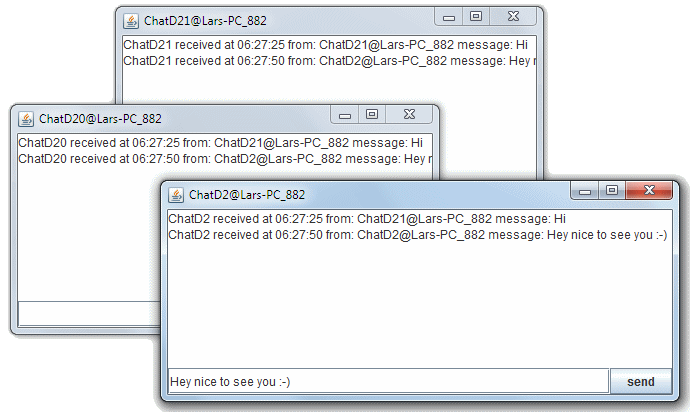 ChatD21@Lars-PC_882
ChatD21 received at 06:27:25 from: ChatD21@Lars-PC_882 message: Hi
ChatD21 received at 06:27:50 from: ChatD2@Lars-PC_882 message: Hey
ChatD20@Lars-PC_882
ChatD20 received at 06:27:25 from: ChatD21@Lars-PC_882 message: Hi
ChatD20 received at 06:27:50 from: ChatD2@Lars-PC_882 message: Hey
ChatD2@Lars-PC_882
ChatD2 received at 06:27:25 from: ChatD21@Lars-PC_882 message: Hi
ChatD2 received at 06:27:50 from: ChatD2@Lars-PC_882 message: Hey nice to see you :-)
Hey nice to see you :-)
send